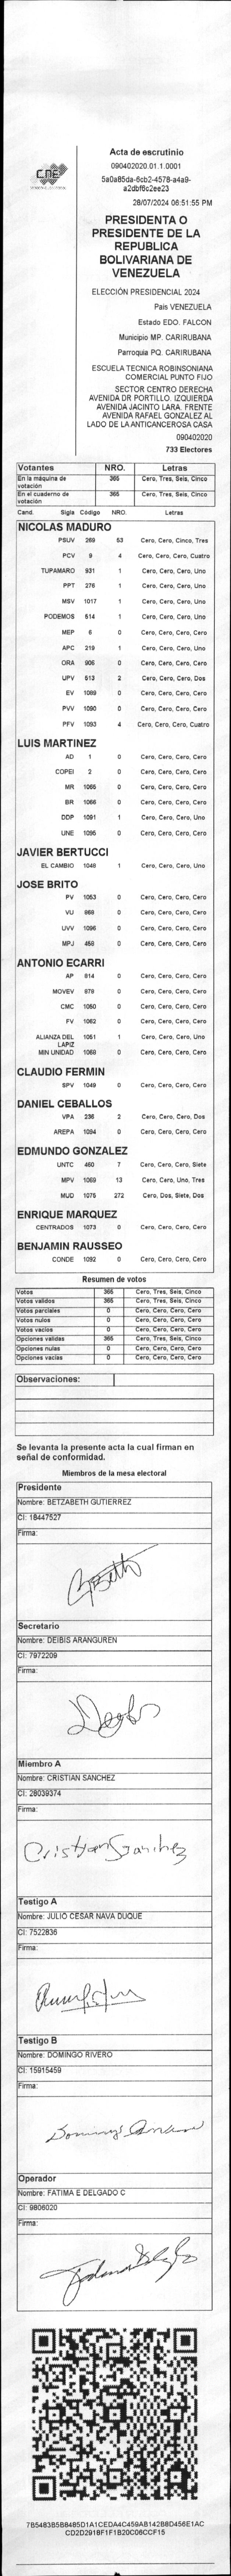 CNE
Acta de escrutinio
090402020.01.1.0001
5a0a85da-6cb2-4578-a4a9-
a2dbf6c2ee23
28/07/2024 06:51:55 PM
PRESIDENTA O
PRESIDENTE DE LA
REPUBLICA
BOLIVARIANA DE
VENEZUELA
ELECCIÓN PRESIDENCIAL 2024
Pais VENEZUELA
Estado EDO. FALCON
Municipio MP. CARIRUBANA
Parroquia PQ. CARIRUBANA
ESCUELA TECNICA ROBINSONIANA
COMERCIAL PUNTO FIJO
SECTOR CENTRO DERECHA
AVENIDA DR PORTILLO. IZQUIERDA
AVENIDA JACINTO LARA. FRENTE
AVENIDA RAFAEL GONZALEZ AL
LADO DE LA ANTICANCEROSA CASA
090402020
733 Electores
Votantes NRO. Letras
En la máquina de votación 365 Cero, Tres, Seis, Cinco
En el cuaderno de votación 365 Cero, Tres, Seis, Cinco
Cand. Sigla Código NRO. Letras
NICOLAS MADURO
PSUV 269 53 Cero, Cero, Cinco, Tres
PCV 9 4 Cero, Cero, Cero, Cuatro
TUPAMARO 931 1 Cero, Cero, Cero, Uno
PPT 276 1 Cero, Cero, Cero, Uno
MSV 1017 1 Cero, Cero, Cero, Uno
PODEMOS 514 1 Cero, Cero, Cero, Uno
MEP 6 0 Cero, Cero, Cero, Cero
APC 219 1 Cero, Cero, Cero, Uno
ORA 906 0 Cero, Cero, Cero, Cero
UPV 513 2 Cero, Cero, Cero, Dos
EV 1089 0 Cero, Cero, Cero, Cero
PVV 1090 0 Cero, Cero, Cero, Cero
PFV 1093 4 Cero, Cero, Cero, Cuatro
LUIS MARTINEZ
AD 1 0 Cero, Cero, Cero, Cero
COPEI 2 0 Cero, Cero, Cero, Cero
MR 1065 0 Cero, Cero, Cero, Cero
BR 1066 0 Cero, Cero, Cero, Cero
DDP 1091 1 Cero, Cero, Cero, Uno
UNE 1095 0 Cero, Cero, Cero, Cero
JAVIER BERTUCCI
EL CAMBIO 1048 1 Cero, Cero, Cero, Uno
JOSE BRITO
PV 1053 0 Cero, Cero, Cero, Cero
VU 868 0 Cero, Cero, Cero, Cero
UVV 1096 0 Cero, Cero, Cero, Cero
MPJ 458 0 Cero, Cero, Cero, Cero
ANTONIO ECARRI
AP 814 0 Cero, Cero, Cero, Cero
MOVEV 879 0 Cero, Cero, Cero, Cero
CMC 1050 0 Cero, Cero, Cero, Cero
FV 1062 0 Cero, Cero, Cero, Cero
ALIANZA DEL LAPIZ 1051 1 Cero, Cero, Cero, Uno
MIN UNIDAD 1068 0 Cero, Cero, Cero, Cero
CLAUDIO FERMIN
SPV 1049 0 Cero, Cero, Cero, Cero
DANIEL CEBALLOS
VPA 236 2 Cero, Cero, Cero, Dos
AREPA 1094 0 Cero, Cero, Cero, Cero
EDMUNDO GONZALEZ
UNTC 460 7 Cero, Cero, Cero, Siete
MPV 1069 13 Cero, Cero, Uno, Tres
MUD 1075 272 Cero, Dos, Siete, Dos
ENRIQUE MARQUEZ
CENTRADOS 1073 0 Cero, Cero, Cero, Cero
BENJAMIN RAUSSEO
CONDE 1092 0 Cero, Cero, Cero, Cero
Resumen de votos
Votos 365 Cero, Tres, Seis, Cinco
Votos validos 365 Cero, Tres, Seis, Cinco
Votos parciales 0 Cero, Cero, Cero, Cero
Votos nulos 0 Cero, Cero, Cero, Cero
Votos vacios 0 Cero, Cero, Cero, Cero
Opciones validas 365 Cero, Tres, Seis, Cinco
Opciones nulas 0 Cero, Cero, Cero, Cero
Opciones vacias 0 Cero, Cero, Cero, Cero
Observaciones:
Se levanta la presente acta la cual firman en
señal de conformidad.
Miembros de la mesa electoral
Presidente
Nombre: BETZABETH GUTIERREZ
CI: 18447527
Firma:
Secretario
Nombre: DEIBIS ARANGUREN
CI: 7972209
Firma:
Miembro A
Nombre: CRISTIAN SANCHEZ
CI: 28039374
Firma:
Cristian Sanchez
Testigo A
Nombre: JULIO CESAR NAVA DUQUE
CI: 7522836
Firma:
Testigo B
Nombre: DOMINGO RIVERO
CI: 15915459
Firma:
Operador
Nombre: FATIMA E DELGADO C
CI: 9806020
Firma:
7B5483B5B8485D1A1CEDA4C459AB142B8D456E1AC
CD2D2918F1F1B20C06CCF15